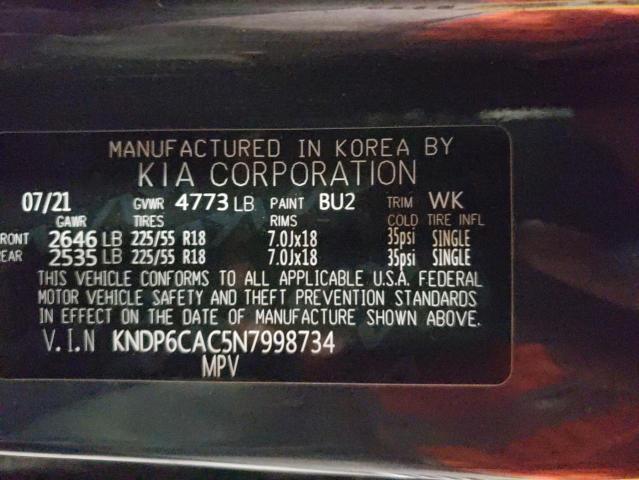 MANUFACTURED IN KOREA BY
KIA CORPORATION
07/21 GVWR 4773 LB PAINT BU2 TRIM WK
GAWR TIRES RIMS COLD TIRE INFL
FRONT 2646 LB 225/55 R18 7.0Jx18 35psi SINGLE
REAR 2535 LB 225/55 R18 7.0Jx18 35psi SINGLE
THIS VEHICLE CONFORMS TO ALL APPLICABLE U.S.A. FEDERAL
MOTOR VEHICLE SAFETY AND THEFT PREVENTION STANDARDS
IN EFFECT ON THE DATE OF MANUFACTURE SHOWN ABOVE.
V.I.N KNDP6CAC5N7998734
MPV